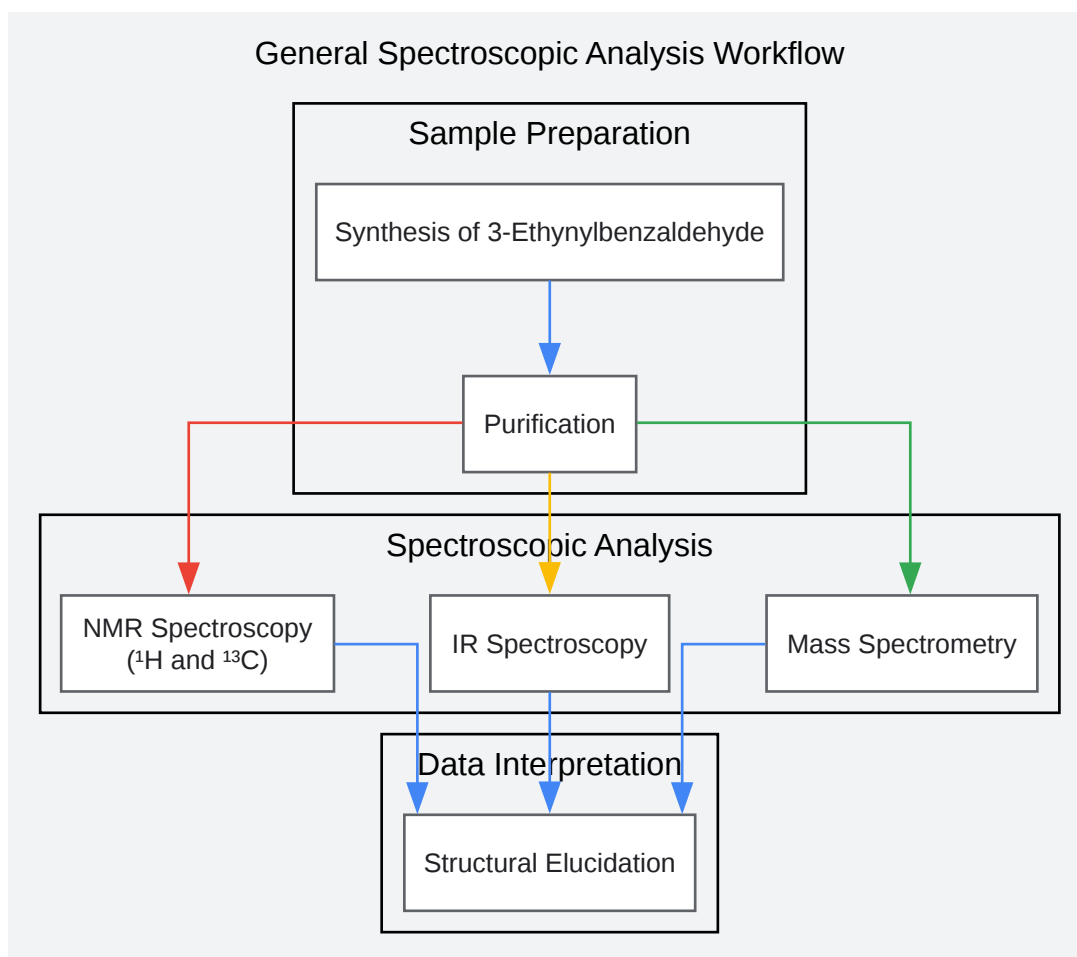 General Spectroscopic Analysis Workflow
Sample Preparation
Synthesis of 3-Ethynylbenzaldehyde
Purification
Spectroscopic Analysis
NMR Spectroscopy
(¹H and ¹³C)
IR Spectroscopy
Mass Spectrometry
Data Interpretation
Structural Elucidation